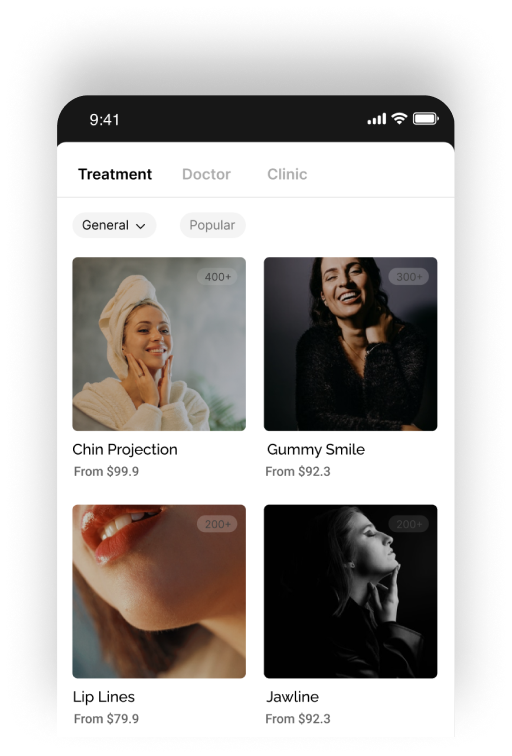 9:41
Treatment Doctor Clinic
General Popular
400+ 300+
Chin Projection Gummy Smile
From $99.9 From $92.3
200+ 200+
Lip Lines Jawline
From $79.9 From $92.3